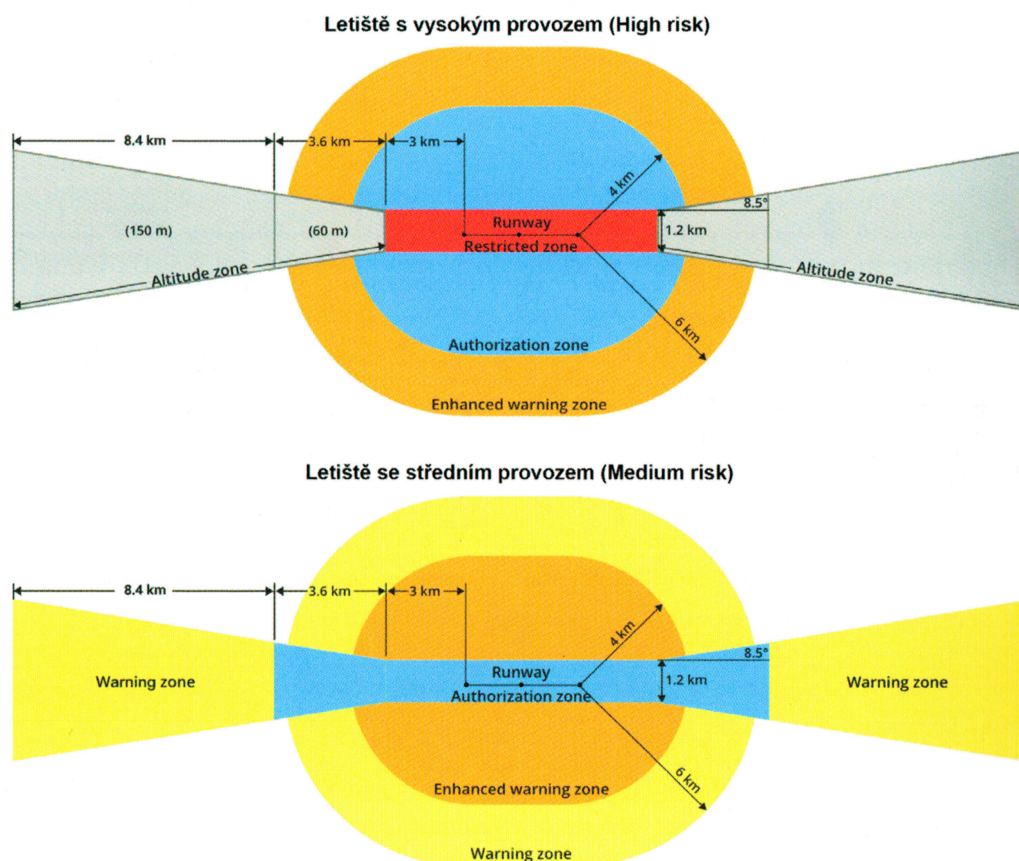 Letiště s vysokým provozem (High risk)
8.4 km
3.6 km
3 km
4 km
8.5°
(150 m)
(60 m)
Runway
1.2 km
Restricted zone
Altitude zone
Altitude zone
6 km
Authorization zone
Enhanced warning zone
Letiště se středním provozem (Medium risk)
8.4 km
3.6 km
3 km
4 km
8.5°
Warning zone
Runway
1.2 km
Warning zone
Authorization zone
6 km
Enhanced warning zone
Warning zone